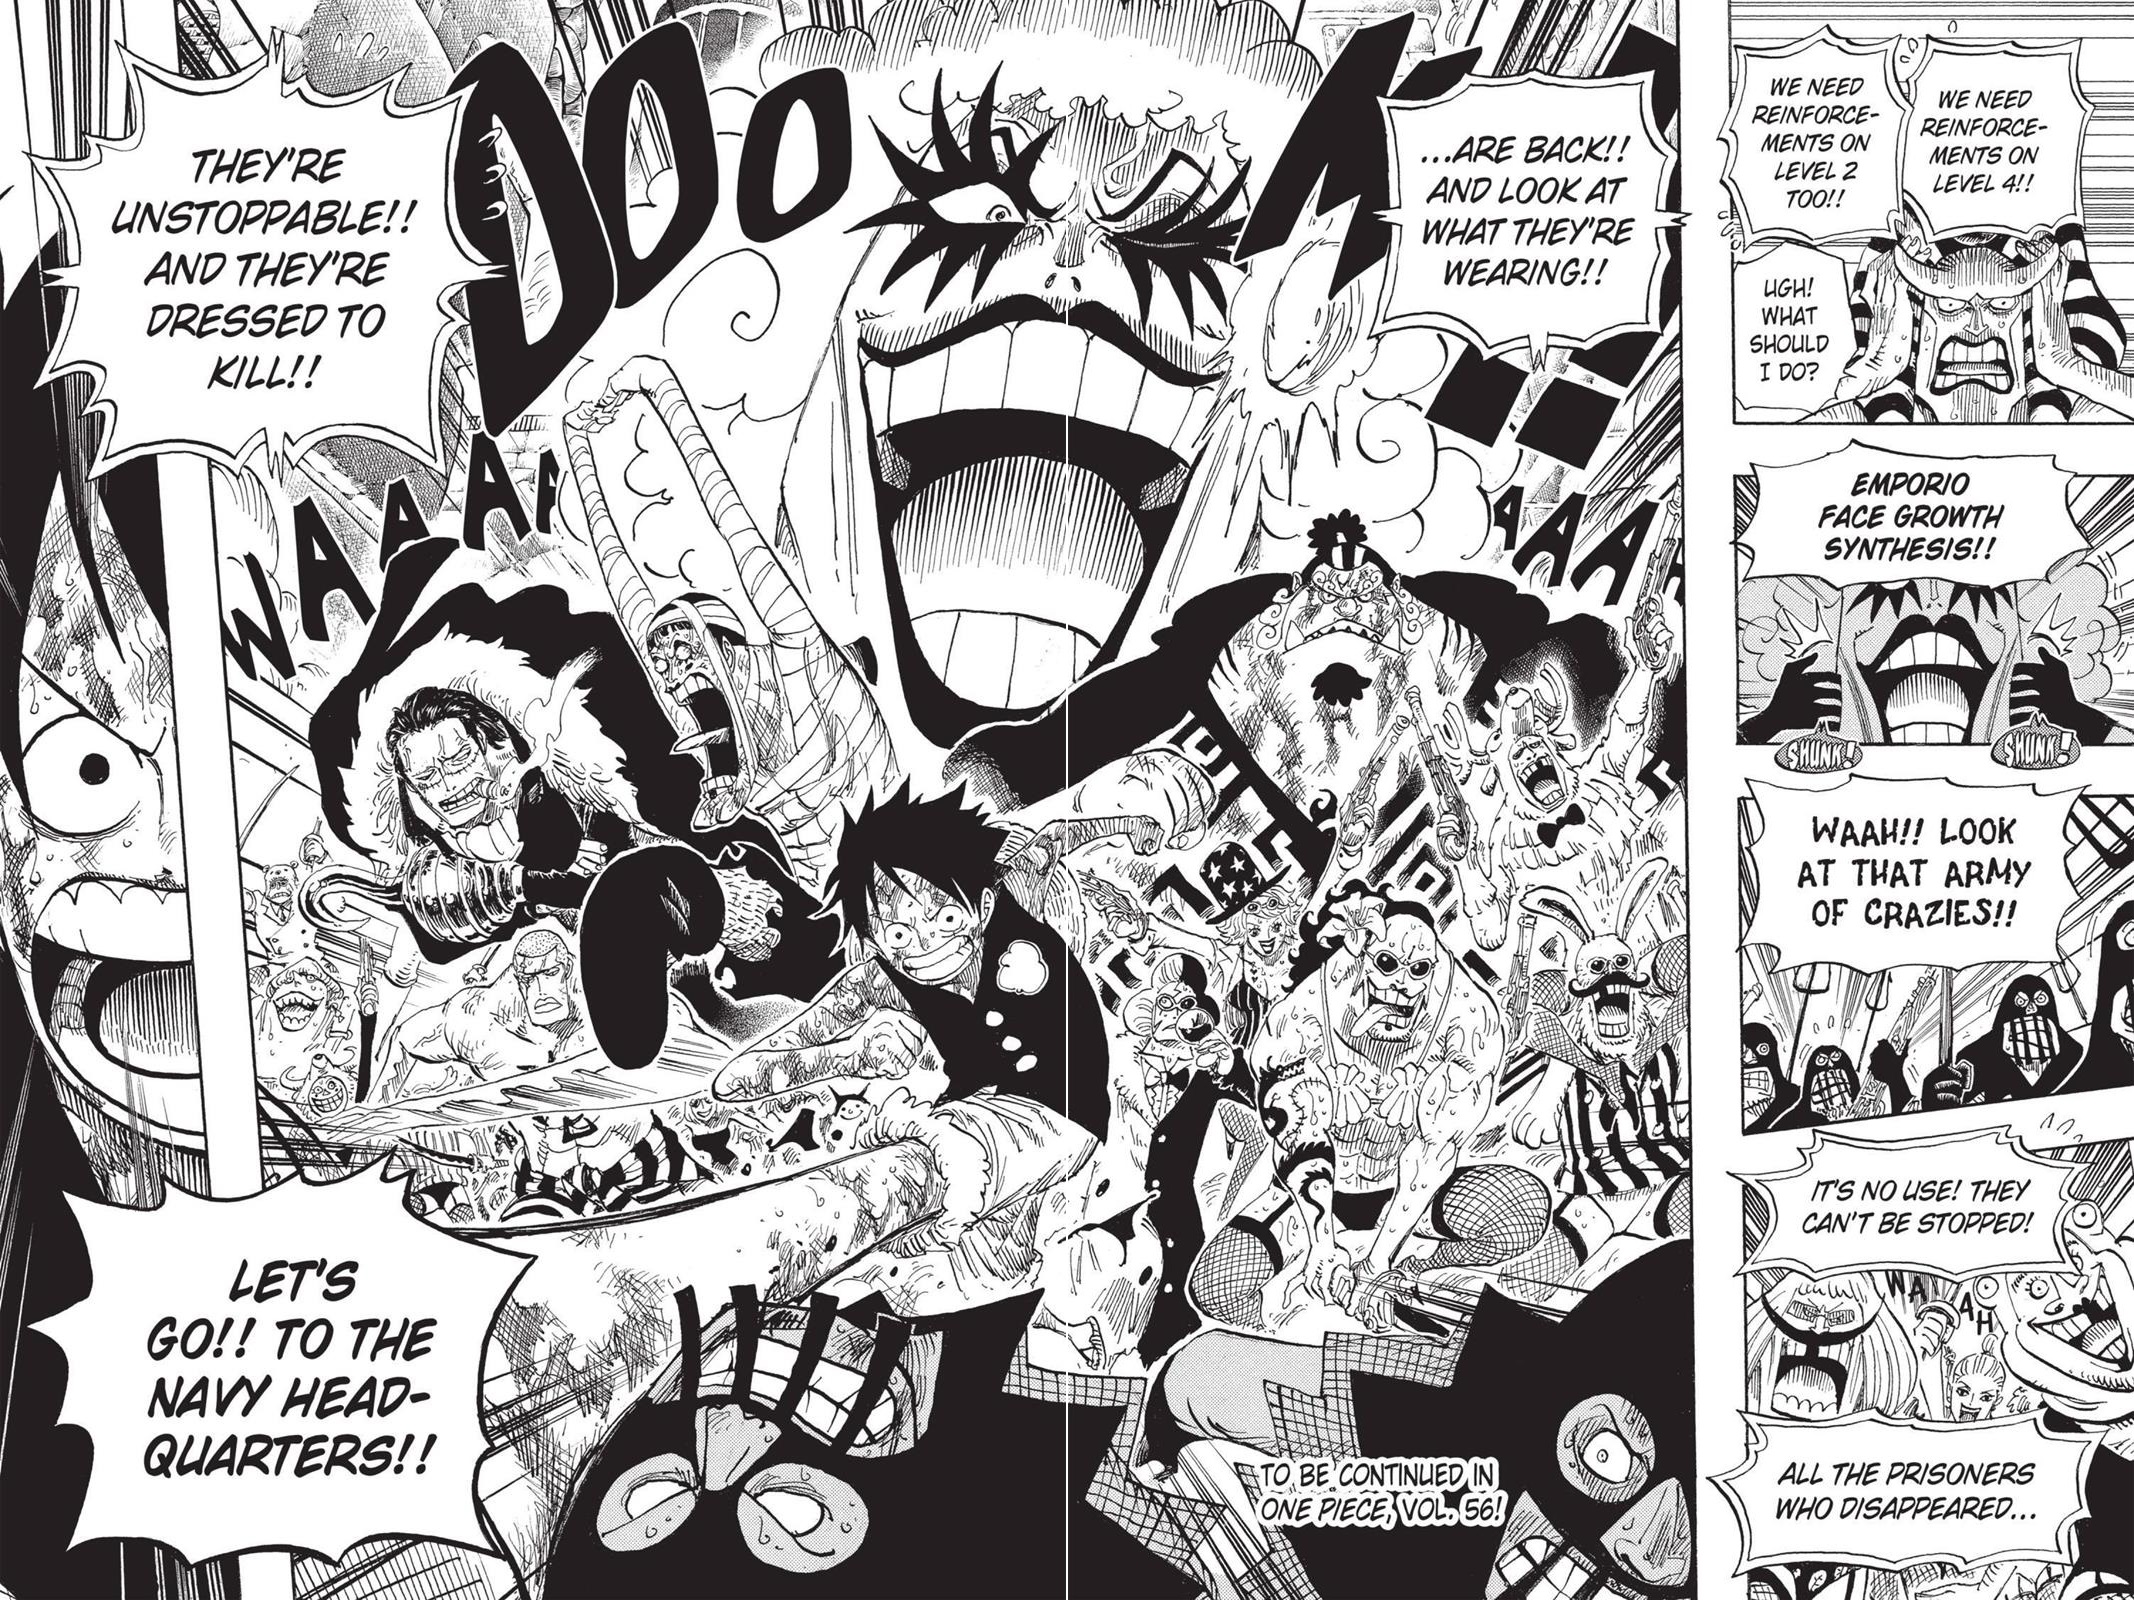 WE NEED
REINFORCE-
MENTS ON
LEVEL 4!!
WE NEED
REINFORCE-
MENTS ON
LEVEL 2
TOO!!
UGH!
WHAT
SHOULD
I DO?
EMPORIO
FACE GROWTH
SYNTHESIS!!
SHUNK!
SHUNK!
WAAH!! LOOK
AT THAT ARMY
OF CRAZIES!!
IT'S NO USE! THEY
CAN'T BE STOPPED!
WAAH
ALL THE PRISONERS
WHO DISAPPEARED...
...ARE BACK!!
AND LOOK AT
WHAT THEY'RE
WEARING!!
DOOO
WAAAA
AAAA
THEY'RE
UNSTOPPABLE!!
AND THEY'RE
DRESSED TO
KILL!!
LET'S
GO!! TO THE
NAVY HEAD-
QUARTERS!!
TO BE CONTINUED IN
ONE PIECE, VOL. 56!